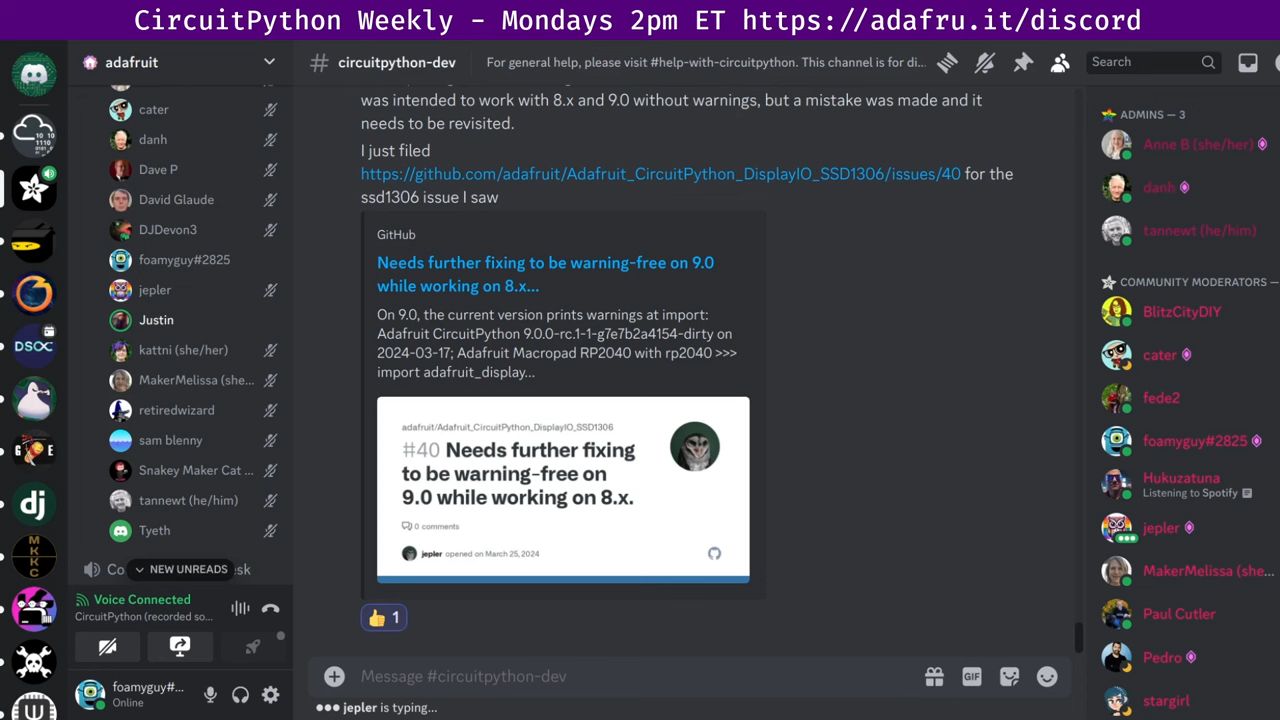 CircuitPython Weekly - Mondays 2pm ET https://adafru.it/discord
adafruit
cater
danh
Dave P
David Glaude
DJDevon3
foamyguy#2825
jepler
Justin
kattni (she/her)
MakerMelissa (she...
retiredwizard
sam blenny
Snakey Maker Cat ...
tannewt (he/him)
Tyeth
Co
NEW UNREADS
sk
Voice Connected
CircuitPython (recorded so...
foamyguy#...
Online
# circuitpython-dev
For general help, please visit #help-with-circuitpython. This channel is for di...
Search
was intended to work with 8.x and 9.0 without warnings, but a mistake was made and it
needs to be revisited.
I just filed
https://github.com/adafruit/Adafruit_CircuitPython_DisplayIO_SSD1306/issues/40 for the
ssd1306 issue I saw
GitHub
Needs further fixing to be warning-free on 9.0
while working on 8.x...
On 9.0, the current version prints warnings at import:
Adafruit CircuitPython 9.0.0-rc.1-1-g7e7b2a4154-dirty on
2024-03-17; Adafruit Macropad RP2040 with rp2040 >>>
import adafruit_display...
adafruit/Adafruit_CircuitPython_DisplayIO_SSD1306
#40 Needs further fixing
to be warning-free on
9.0 while working on 8.x.
0 comments
jepler opened on March 25, 2024
1
Message #circuitpython-dev
GIF
jepler is typing...
ADMINS — 3
Anne B (she/her)
danh
tannewt (he/him)
COMMUNITY MODERATORS —
BlitzCityDIY
cater
fede2
foamyguy#2825
Hukuzatuna
Listening to Spotify
jepler
MakerMelissa (she...
Paul Cutler
Pedro
stargirl
DSOC
dj
MKKC